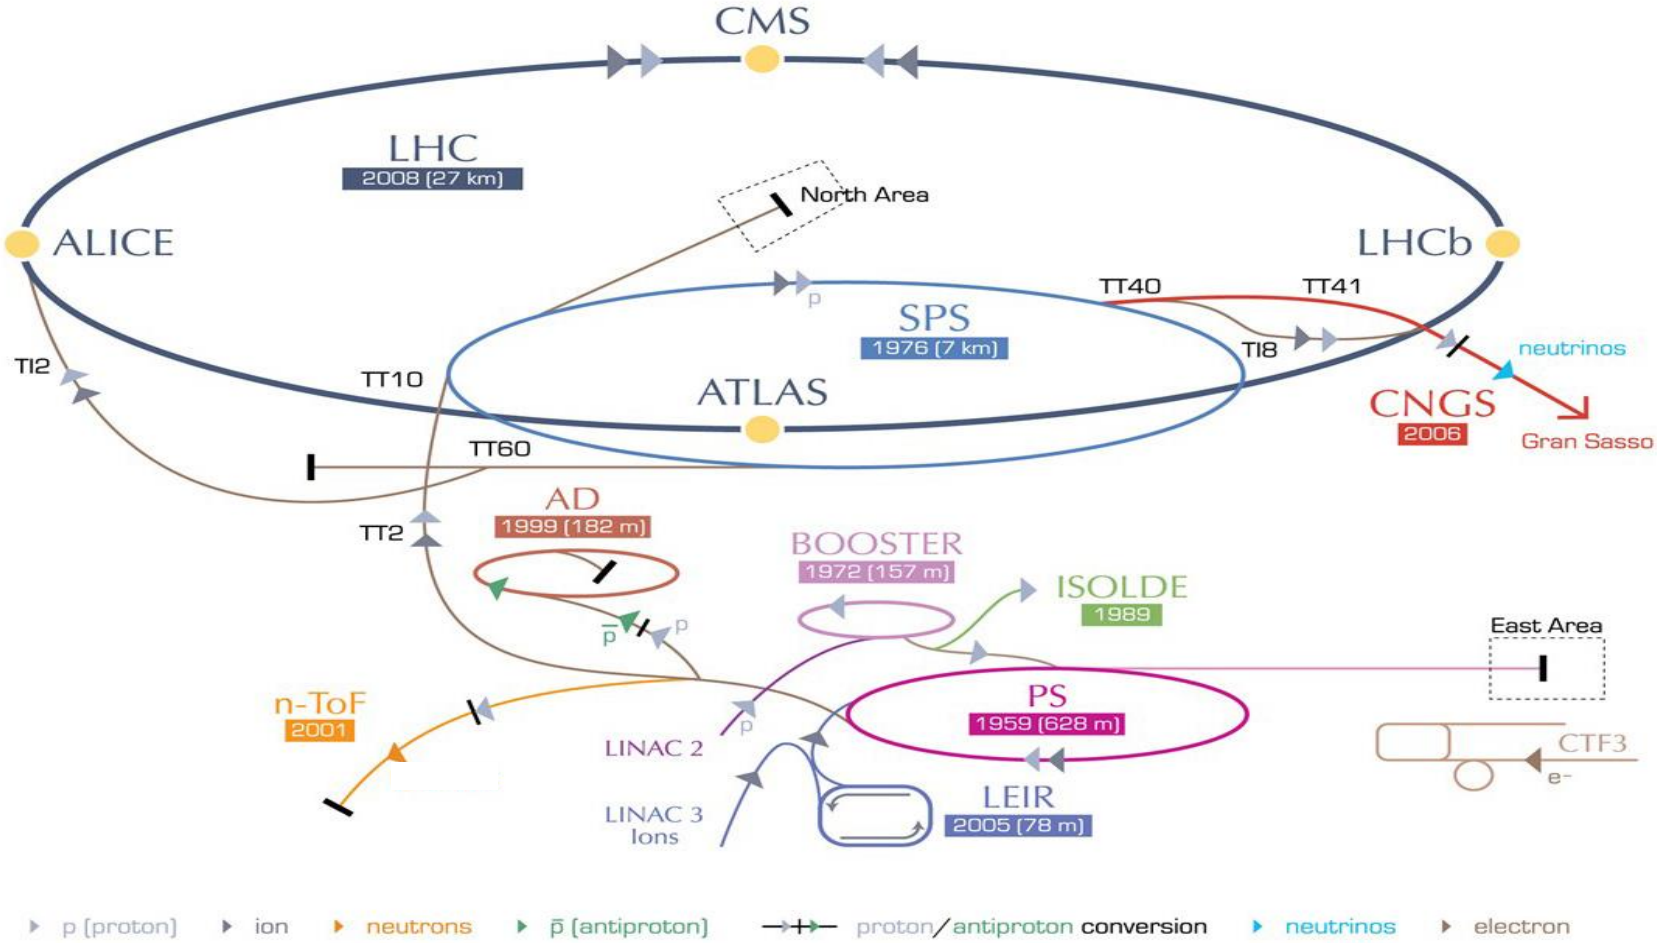 CMS
LHC
2008 (27 km)
North Area
ALICE
LHCb
TT40
TT41
p
SPS
1976 (7 km)
TI8
neutrinos
TI2
TT10
ATLAS
CNGS
2006
Gran Sasso
TT60
AD
1999 (182 m)
TT2
BOOSTER
1972 (157 m)
ISOLDE
1989
p̅
p
East Area
n-ToF
2001
PS
1959 (628 m)
p
LINAC 2
CTF3
e-
LEIR
2005 (78 m)
LINAC 3
Ions
p (proton)
ion
neutrons
p̅ (antiproton)
proton/antiproton conversion
neutrinos
electron